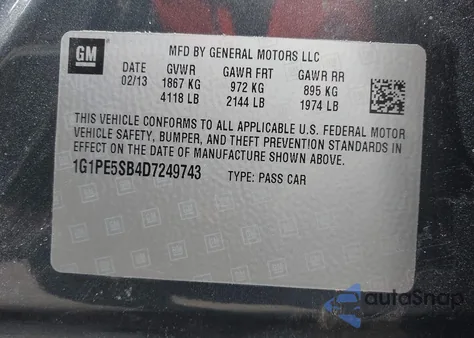 GM
MFD BY GENERAL MOTORS LLC
DATE GVWR GAWR FRT GAWR RR
02/13 1867 KG 972 KG 895 KG
4118 LB 2144 LB 1974 LB
THIS VEHICLE CONFORMS TO ALL APPLICABLE U.S. FEDERAL MOTOR
VEHICLE SAFETY, BUMPER, AND THEFT PREVENTION STANDARDS IN
EFFECT ON THE DATE OF MANUFACTURE SHOWN ABOVE.
1G1PE5SB4D7249743 TYPE: PASS CAR
autoSnap